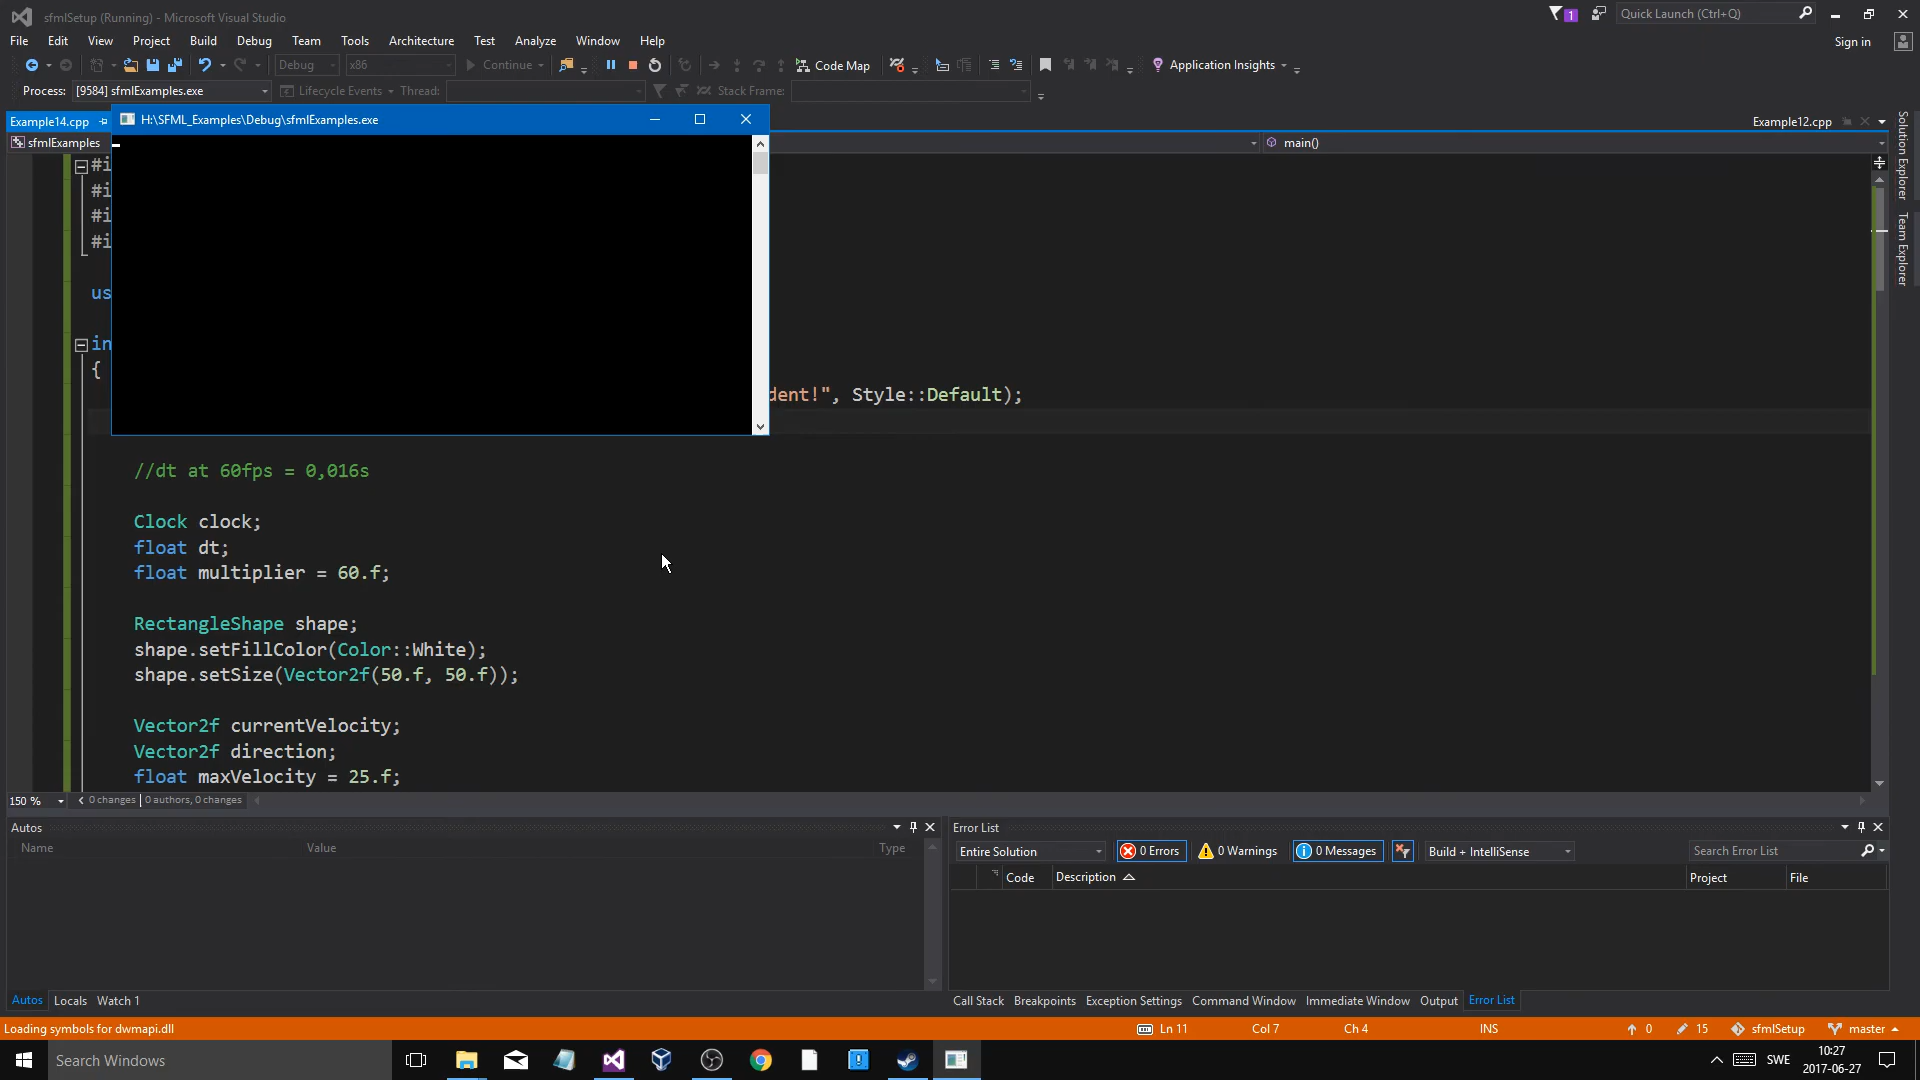 sfmlSetup (Running) - Microsoft Visual Studio
1
Quick Launch (Ctrl+Q)
File Edit View Project Build Debug Team Tools Architecture Test Analyze Window Help
Sign in
Debug x86 Continue Code Map Application Insights
Process: [9584] sfmlExamples.exe Lifecycle Events Thread: Stack Frame:
Example14.cpp
H:\SFML_Examples\Debug\sfmlExamples.exe
Example12.cpp
sfmlExamples
main()
Solution Explorer
Team Explorer
#i
#i
#i
#i
us
in
{
dent!", Style::Default);
//dt at 60fps = 0,016s
Clock clock;
float dt;
float multiplier = 60.f;
RectangleShape shape;
shape.setFillColor(Color::White);
shape.setSize(Vector2f(50.f, 50.f));
Vector2f currentVelocity;
Vector2f direction;
float maxVelocity = 25.f;
150 % 0 changes | 0 authors, 0 changes
Autos
Name Value Type
Autos Locals Watch 1
Error List
Entire Solution 0 Errors 0 Warnings 0 Messages Build + IntelliSense Search Error List
Code Description Project File
Call Stack Breakpoints Exception Settings Command Window Immediate Window Output Error List
Loading symbols for dwmapi.dll Ln 11 Col 7 Ch 4 INS 0 15 sfmlSetup master
Search Windows
SWE
10:27
2017-06-27